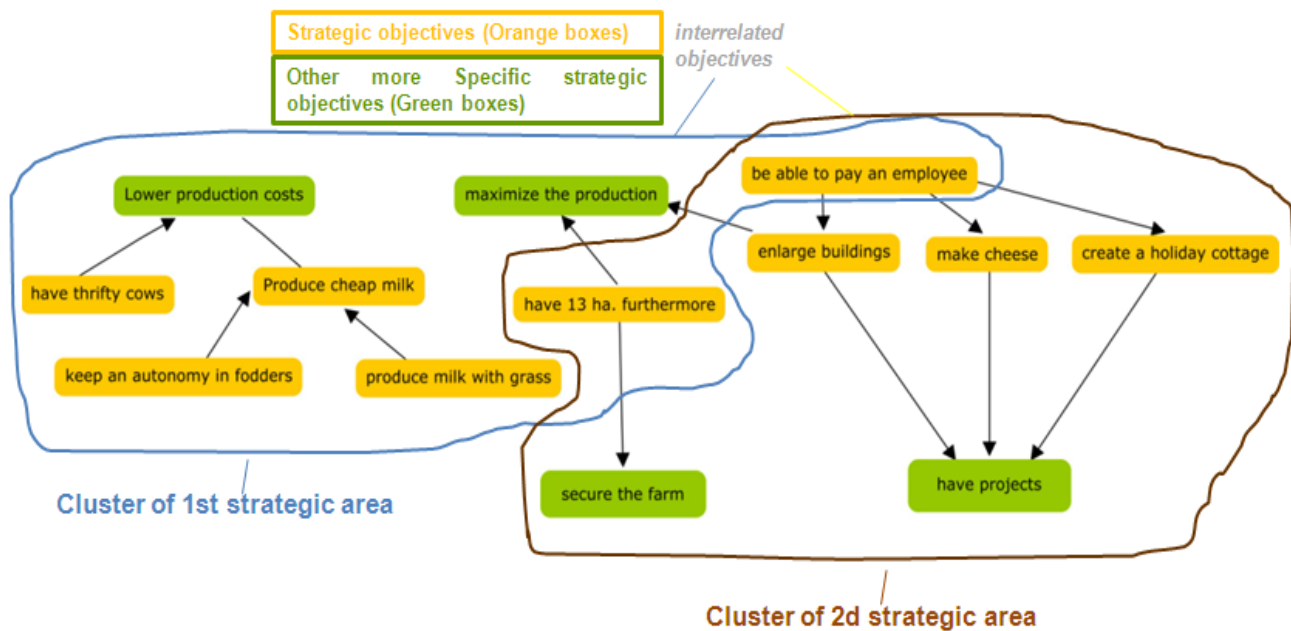 Strategic objectives (Orange boxes)
interrelated
objectives
Other more Specific strategic
objectives (Green boxes)
be able to pay an employee
Lower production costs
maximize the production
enlarge buildings
make cheese
create a holiday cottage
have thrifty cows
Produce cheap milk
have 13 ha. furthermore
keep an autonomy in fodders
produce milk with grass
secure the farm
have projects
Cluster of 1st strategic area
Cluster of 2d strategic area